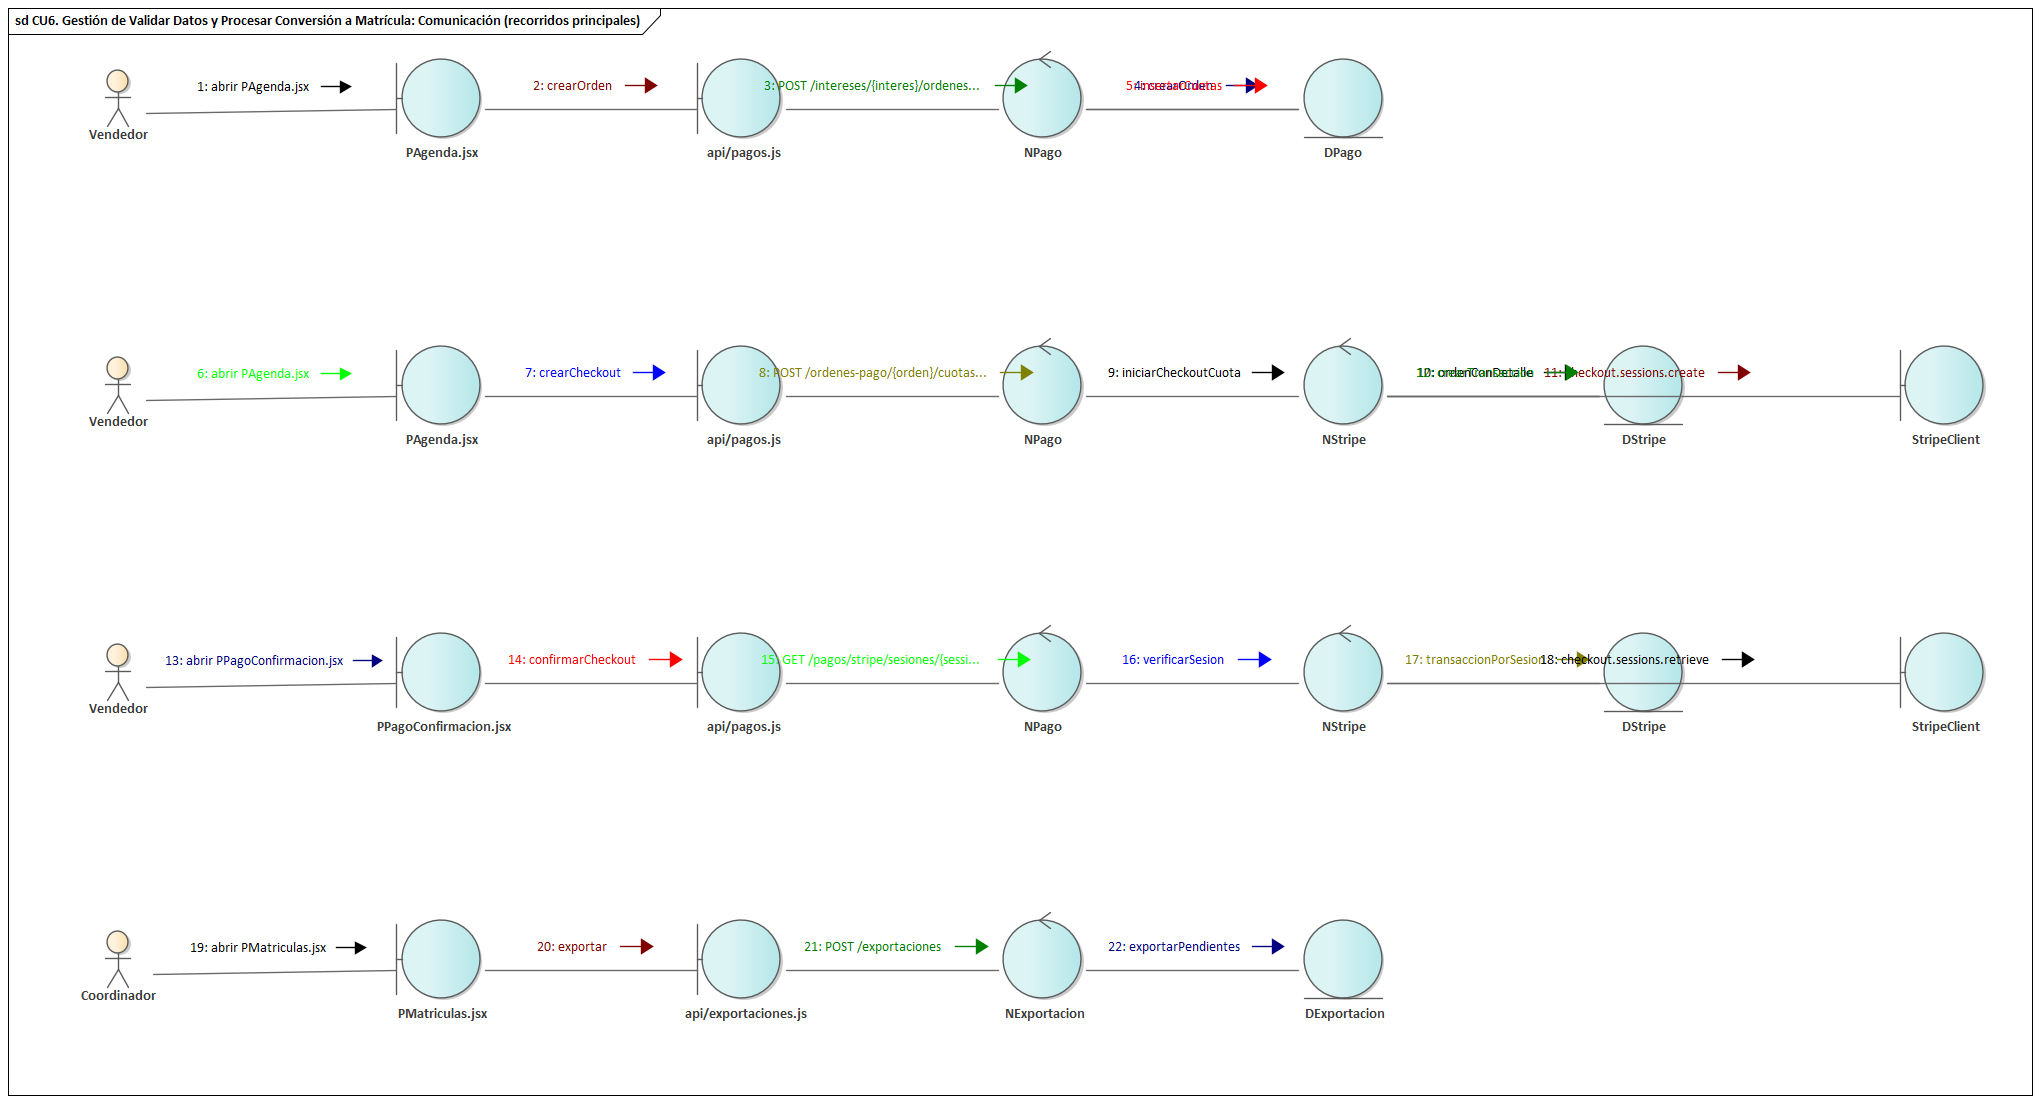 sd CU6. Gestión de Validar Datos y Procesar Conversión a Matrícula: Comunicación (recorridos principales)
1: abrir PAgenda.jsx
2: crearOrden
3: POST /intereses/{interes}/ordenes...
4: crearOrden
Vendedor
PAgenda.jsx
api/pagos.js
NPago
DPago
6: abrir PAgenda.jsx
7: crearCheckout
8: POST /ordenes-pago/{orden}/cuotas...
9: iniciarCheckoutCuota
11: checkout.sessions.create
Vendedor
PAgenda.jsx
api/pagos.js
NPago
NStripe
DStripe
StripeClient
13: abrir PPagoConfirmacion.jsx
14: confirmarCheckout
15: GET /pagos/stripe/sesiones/{sessi...
16: verificarSesion
17: transaccionPorSesion
18: checkout.sessions.retrieve
Vendedor
PPagoConfirmacion.jsx
api/pagos.js
NPago
NStripe
DStripe
StripeClient
19: abrir PMatriculas.jsx
20: exportar
21: POST /exportaciones
22: exportarPendientes
Coordinador
PMatriculas.jsx
api/exportaciones.js
NExportacion
DExportacion